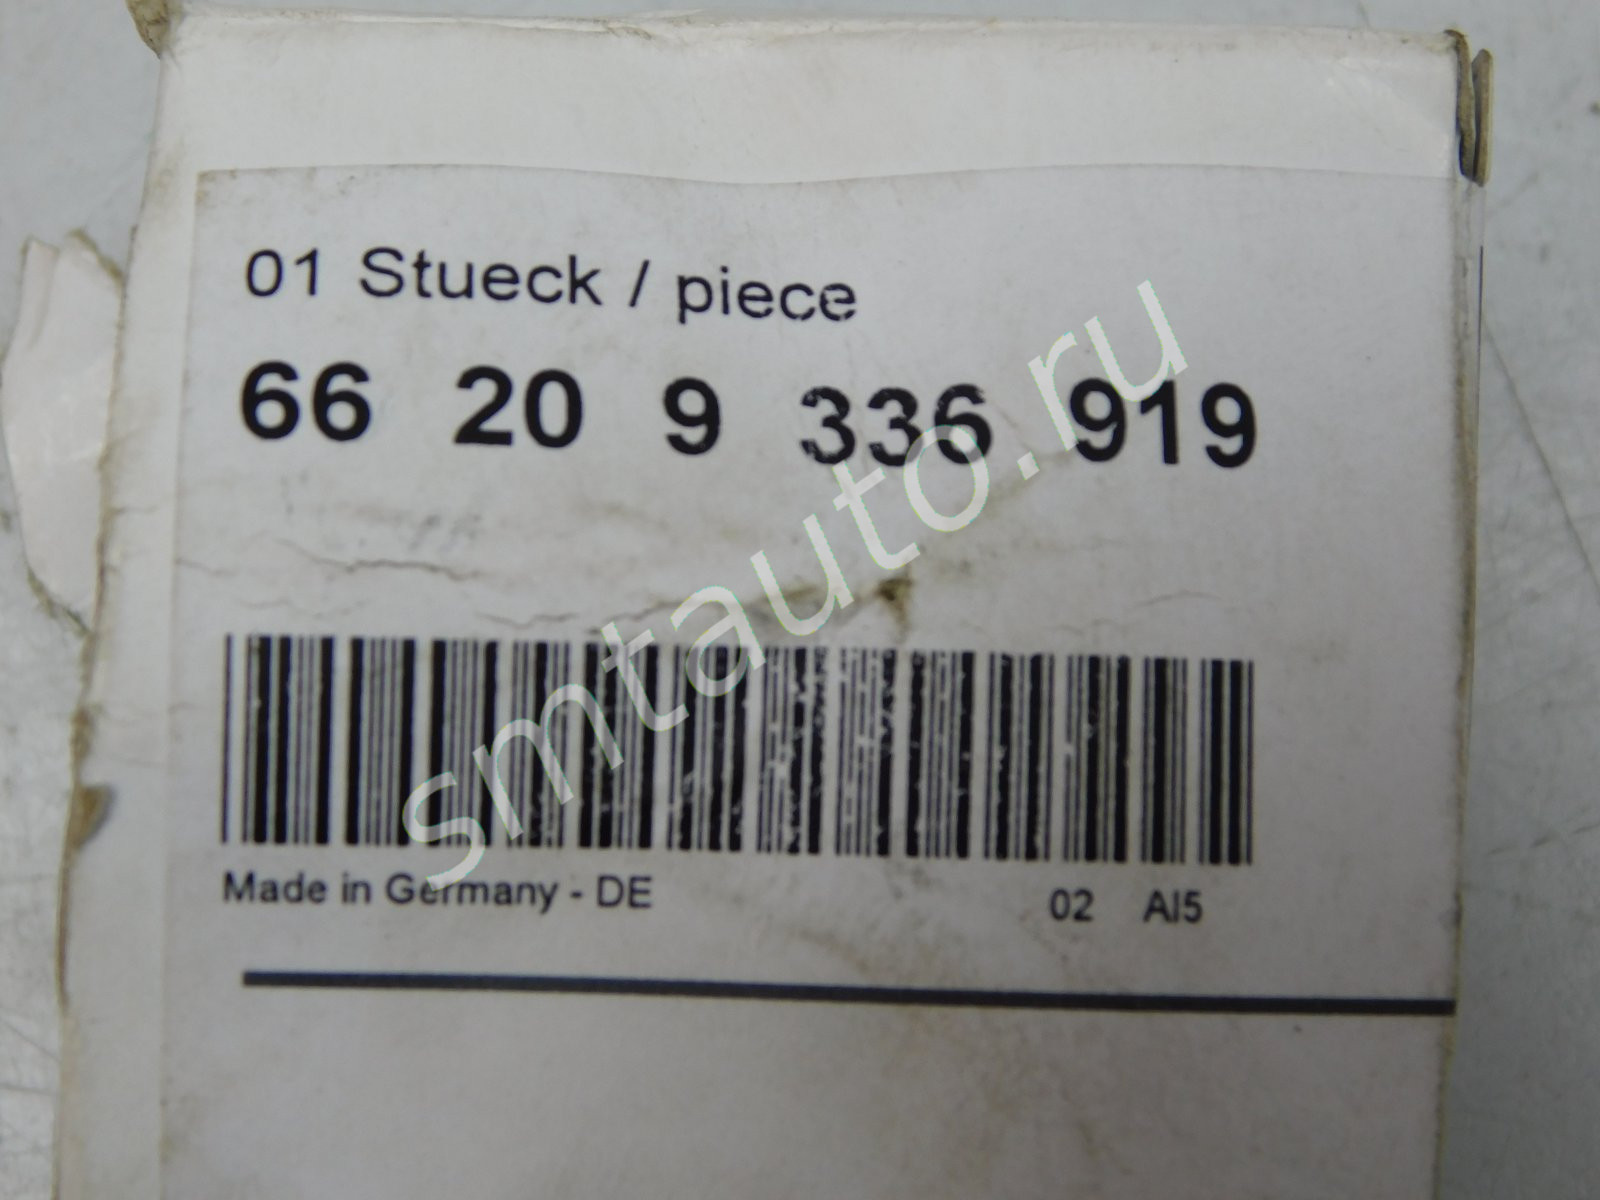 01 Stueck / piece
66 20 9 336 919
smtauto.ru
Made in Germany - DE
02 AI5